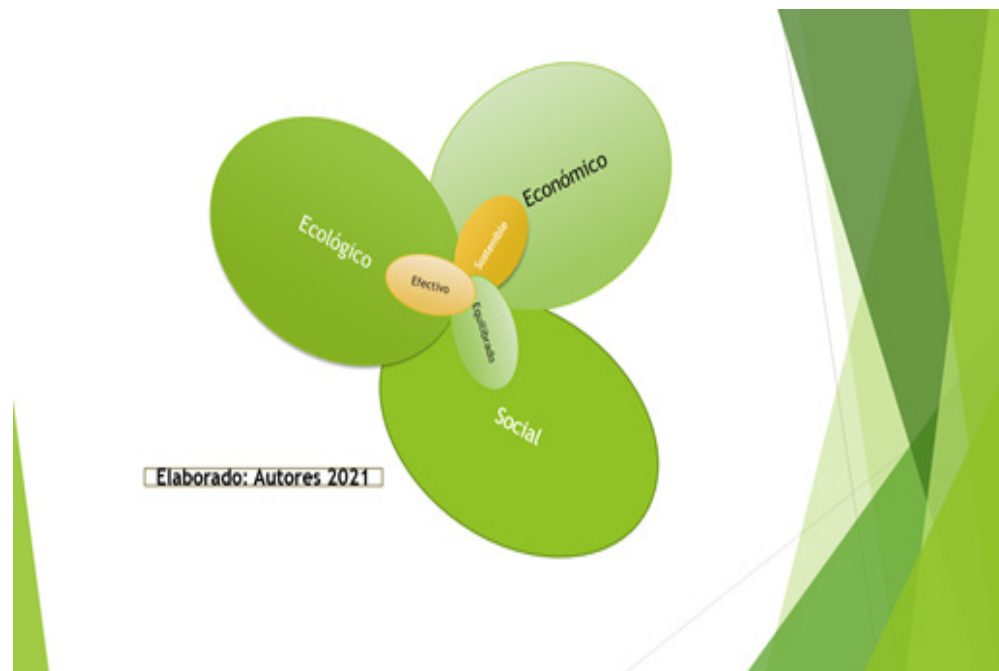 Económico
Ecológico
Sostenible
Efectivo
Equilibrado
Social
Elaborado: Autores 2021